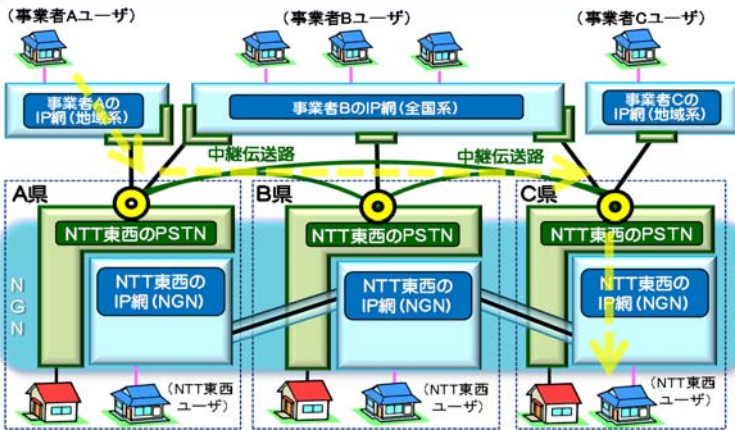 (事業者Aユーザ)
(事業者Bユーザ)
(事業者Cユーザ)
事業者Aの
IP網(地域系)
事業者BのIP網(全国系)
事業者Cの
IP網(地域系)
中継伝送路
中継伝送路
A県
B県
C県
NTT東西のPSTN
NTT東西のPSTN
NTT東西のPSTN
NGN
NTT東西の
IP網(NGN)
NTT東西の
IP網(NGN)
NTT東西の
IP網(NGN)
(NTT東西
ユーザ)
(NTT東西
ユーザ)
(NTT東西
ユーザ)